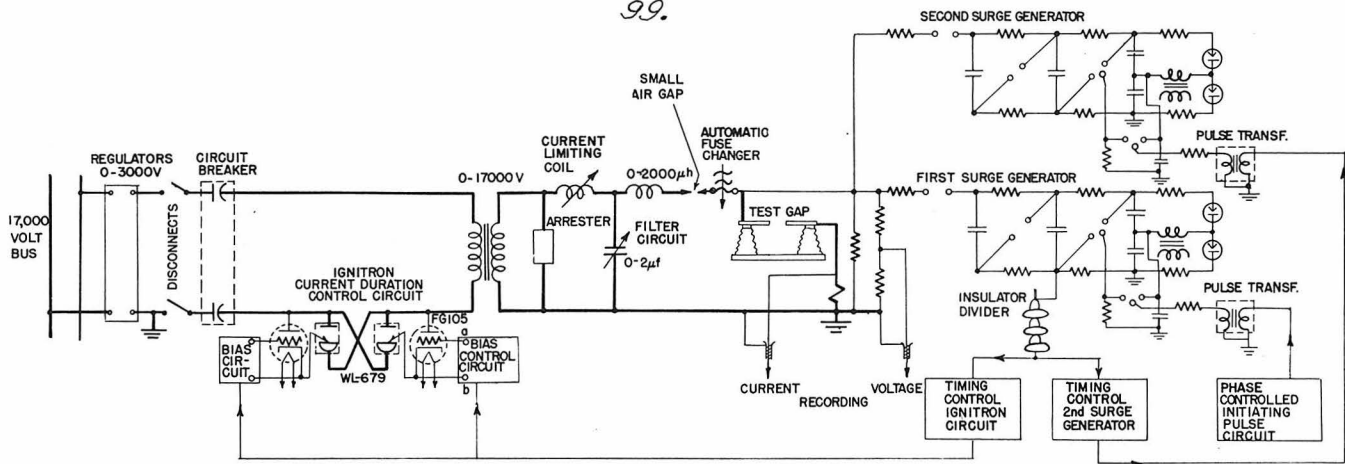 99.
SECOND SURGE GENERATOR
SMALL
AIR GAP
AUTOMATIC
FUSE
CHANGER
PULSE TRANSF.
REGULATORS
0-3000V
CIRCUIT
BREAKER
CURRENT
LIMITING
COIL
0-17000 V
0-2000μh
FIRST SURGE GENERATOR
17,000
VOLT
BUS
DISCONNECTS
ARRESTER
TEST GAP
FILTER
CIRCUIT
0-2μf
IGNITRON
CURRENT DURATION
CONTROL CIRCUIT
INSULATOR
DIVIDER
PULSE TRANSF.
FG105
a
BIAS
CIR-
CUIT
BIAS
CONTROL
CIRCUIT
WL-679
b
CURRENT
VOLTAGE
RECORDING
TIMING
CONTROL
IGNITRON
CIRCUIT
TIMING
CONTROL
2nd SURGE
GENERATOR
PHASE
CONTROLLED
INITIATING
PULSE
CIRCUIT